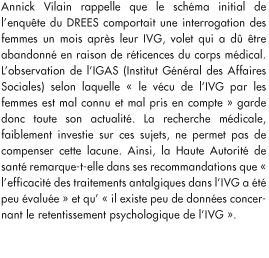 Annick Vilain rappelle que le schéma initial de
l’enquête du DREES comportait une interrogation des
femmes un mois après leur IVG, volet qui a dû être
abandonné en raison de réticences du corps médical.
L’observation de l’IGAS (Institut Général des Affaires
Sociales) selon laquelle « le vécu de l’IVG par les
femmes est mal connu et mal pris en compte » garde
donc toute son actualité. La recherche médicale,
faiblement investie sur ces sujets, ne permet pas de
compenser cette lacune. Ainsi, la Haute Autorité de
santé remarque-t-elle dans ses recommandations que «
l’efficacité des traitements antalgiques dans l’IVG a été
peu évaluée » et qu’ « il existe peu de données concer-
nant le retentissement psychologique de l’IVG ».